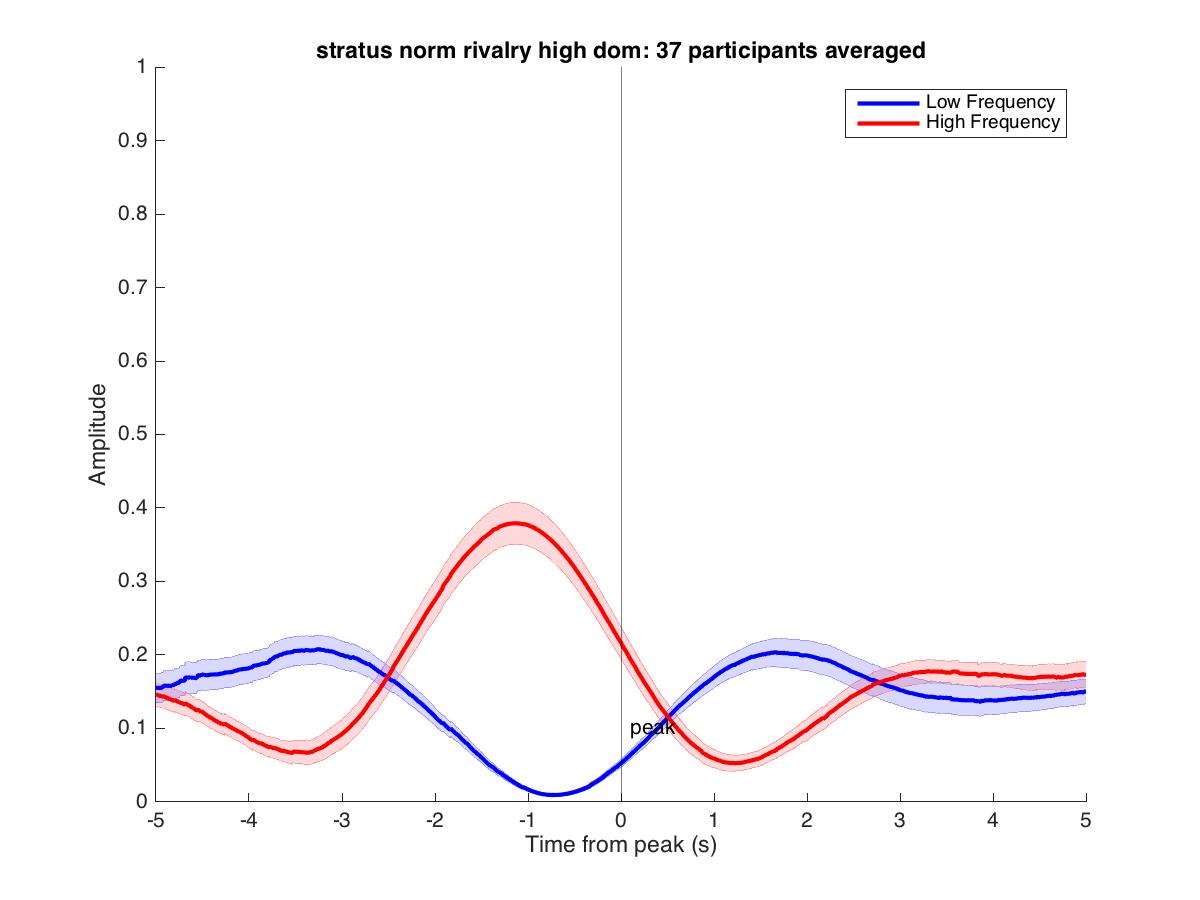 stratus norm rivalry high dom: 37 participants averaged
Low Frequency
High Frequency
1
0.9
0.8
0.7
0.6
0.5
0.4
0.3
0.2
0.1
0
Amplitude
peak
-5 -4 -3 -2 -1 0 1 2 3 4 5
Time from peak (s)